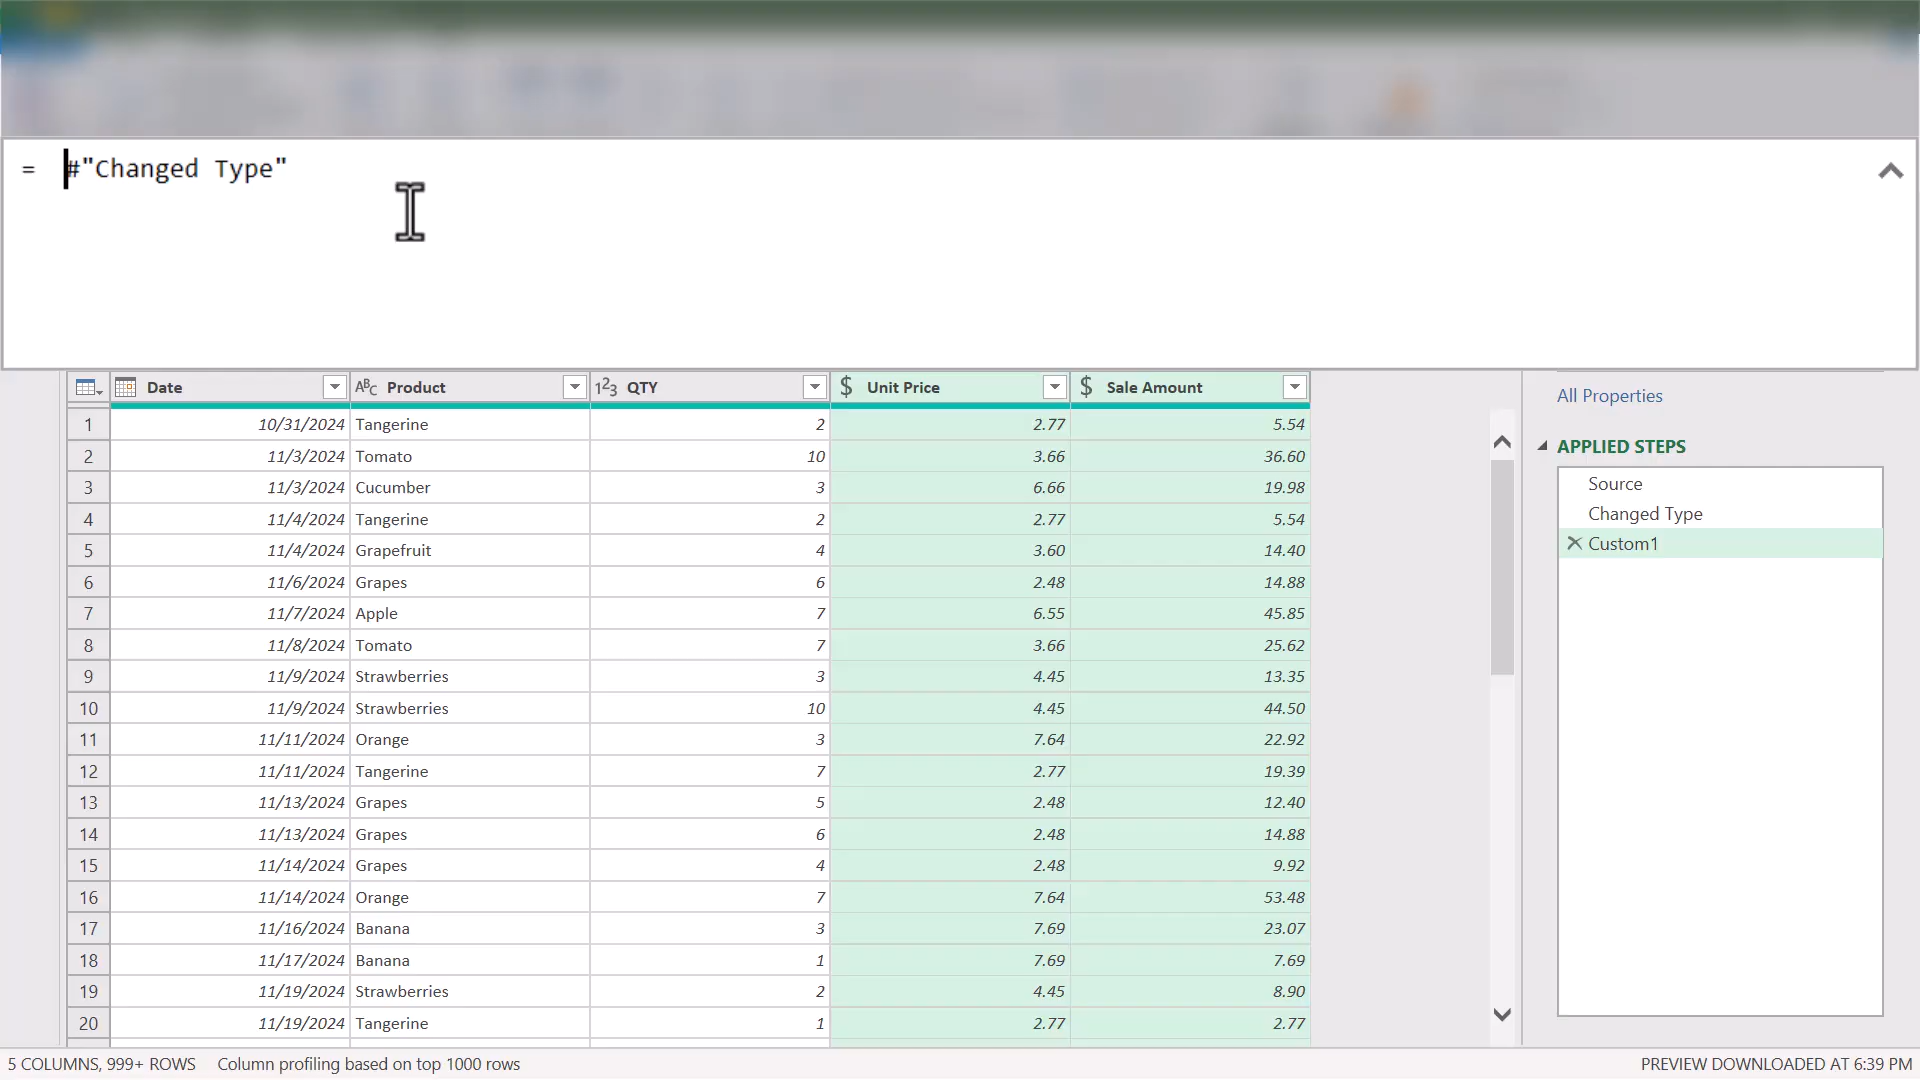 = #"Changed Type"
Date Product QTY Unit Price Sale Amount
1 10/31/2024 Tangerine 2 2.77 5.54
2 11/3/2024 Tomato 10 3.66 36.60
3 11/3/2024 Cucumber 3 6.66 19.98
4 11/4/2024 Tangerine 2 2.77 5.54
5 11/4/2024 Grapefruit 4 3.60 14.40
6 11/6/2024 Grapes 6 2.48 14.88
7 11/7/2024 Apple 7 6.55 45.85
8 11/8/2024 Tomato 7 3.66 25.62
9 11/9/2024 Strawberries 3 4.45 13.35
10 11/9/2024 Strawberries 10 4.45 44.50
11 11/11/2024 Orange 3 7.64 22.92
12 11/11/2024 Tangerine 7 2.77 19.39
13 11/13/2024 Grapes 5 2.48 12.40
14 11/13/2024 Grapes 6 2.48 14.88
15 11/14/2024 Grapes 4 2.48 9.92
16 11/14/2024 Orange 7 7.64 53.48
17 11/16/2024 Banana 3 7.69 23.07
18 11/17/2024 Banana 1 7.69 7.69
19 11/19/2024 Strawberries 2 4.45 8.90
20 11/19/2024 Tangerine 1 2.77 2.77
All Properties
APPLIED STEPS
Source
Changed Type
Custom1
5 COLUMNS, 999+ ROWS Column profiling based on top 1000 rows
PREVIEW DOWNLOADED AT 6:39 PM